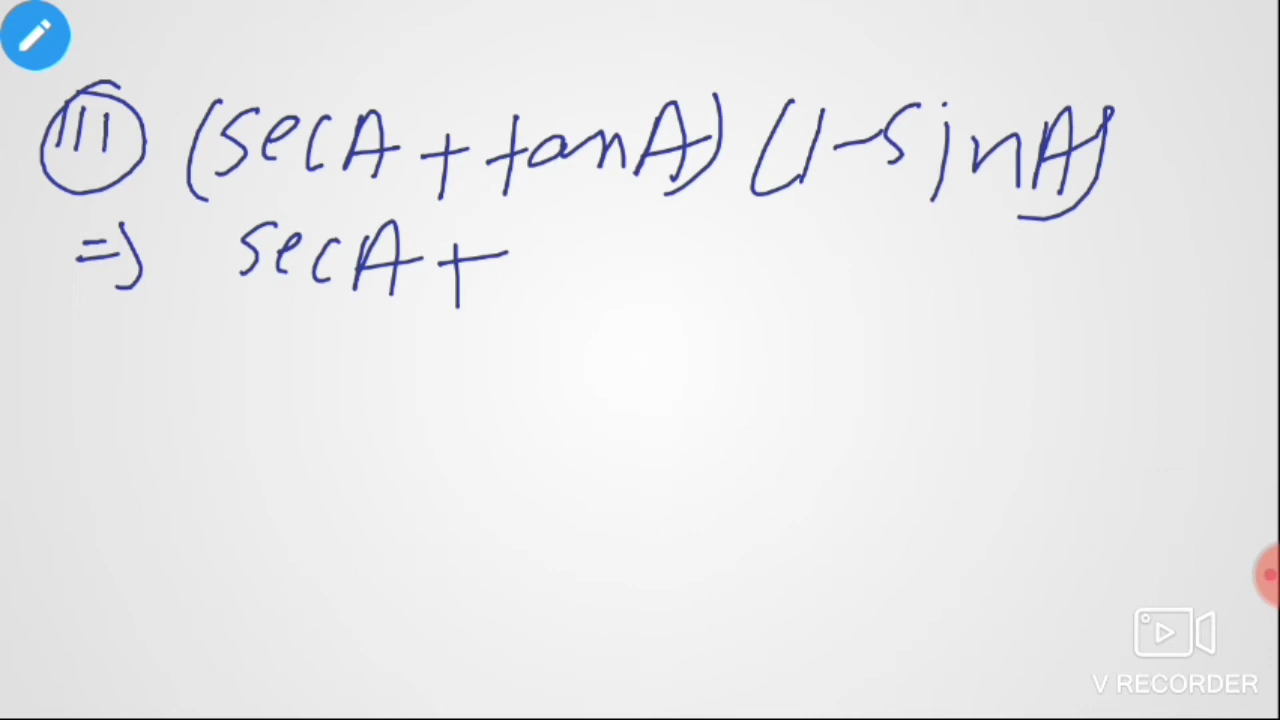 III (secA + tanA) (1 - sinA)
=> secA +
V RECORDER